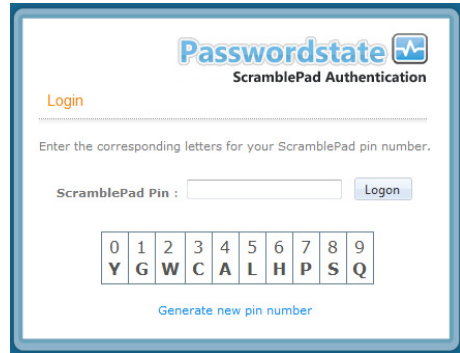 Passwordstate
ScramblePad Authentication
Login
Enter the corresponding letters for your ScramblePad pin number.
ScramblePad Pin : Logon
0 1 2 3 4 5 6 7 8 9
Y G W C A L H P S Q
Generate new pin number